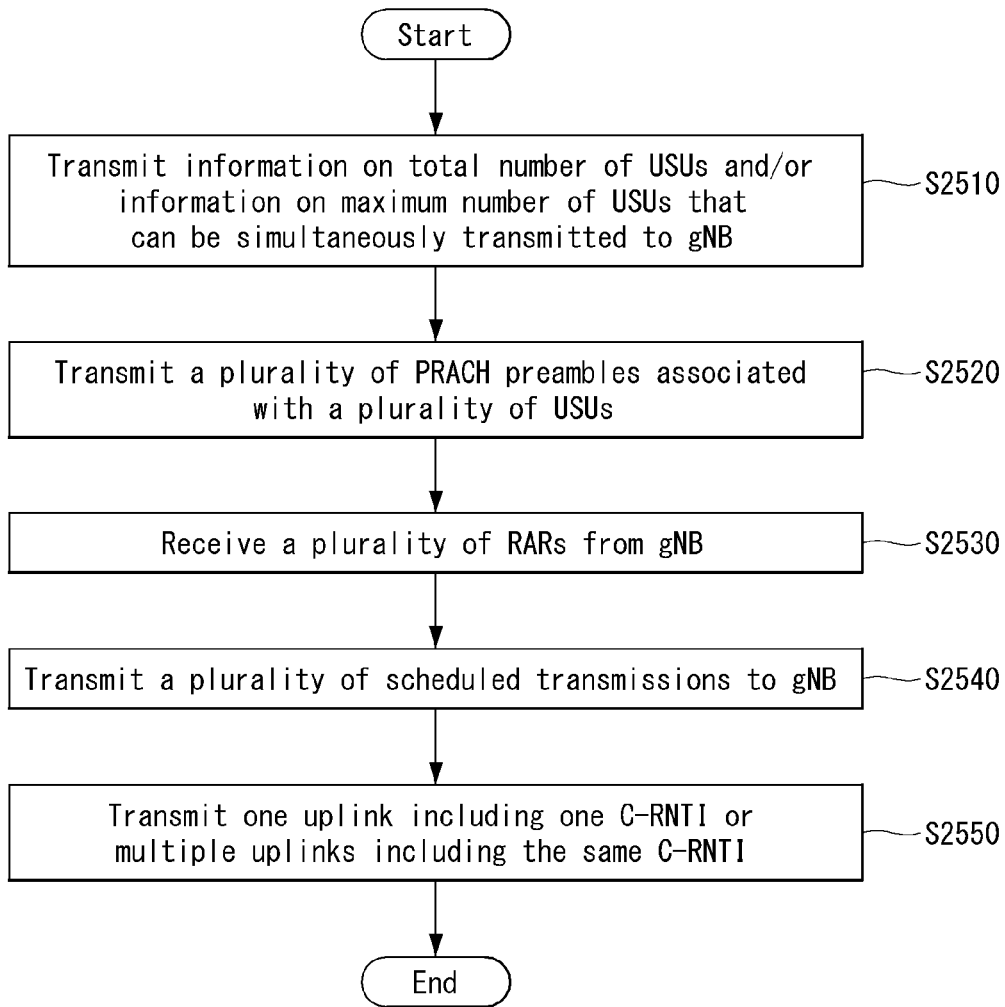 Start
Transmit information on total number of USUs and/or
information on maximum number of USUs that
can be simultaneously transmitted to gNB
S2510
Transmit a plurality of PRACH preambles associated
with a plurality of USUs
S2520
Receive a plurality of RARs from gNB
S2530
Transmit a plurality of scheduled transmissions to gNB
S2540
Transmit one uplink including one C-RNTI or
multiple uplinks including the same C-RNTI
S2550
End